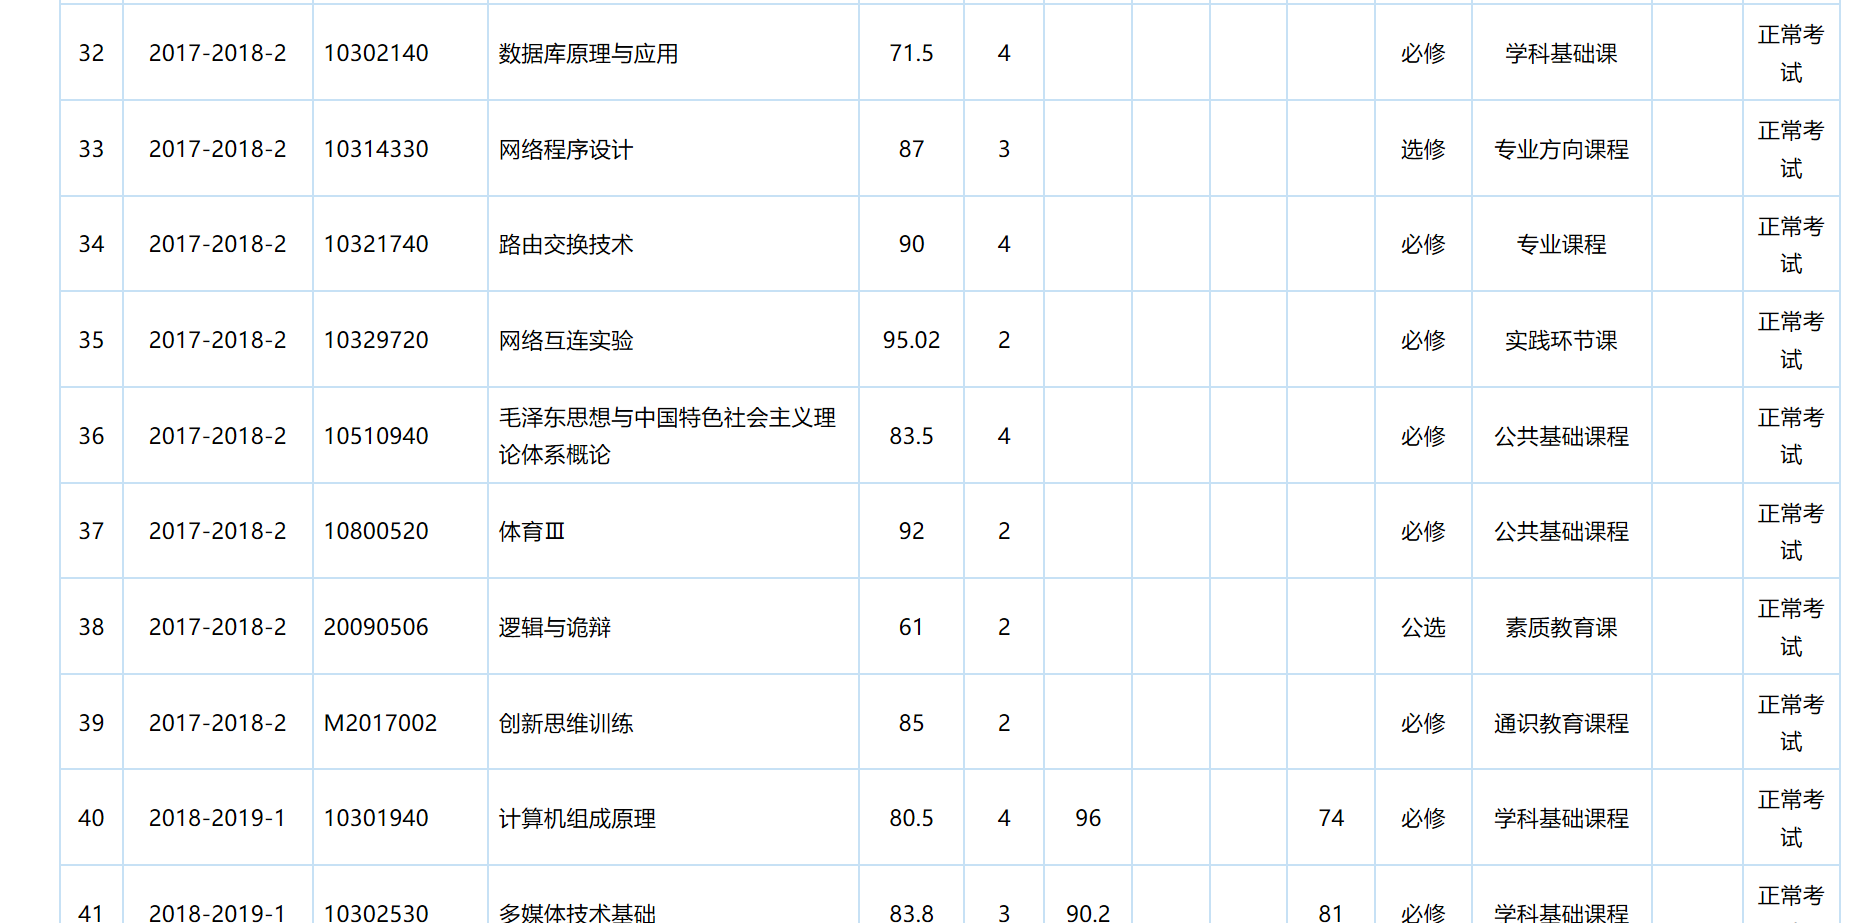 32 2017-2018-2 10302140 数据库原理与应用 71.5 4 必修 学科基础课 正常考
试
33 2017-2018-2 10314330 网络程序设计 87 3 选修 专业方向课程 正常考
试
34 2017-2018-2 10321740 路由交换技术 90 4 必修 专业课程 正常考
试
35 2017-2018-2 10329720 网络互连实验 95.02 2 必修 实践环节课 正常考
试
36 2017-2018-2 10510940 毛泽东思想与中国特色社会主义理 83.5 4 必修 公共基础课程 正常考
论体系概论 试
37 2017-2018-2 10800520 体育Ⅲ 92 2 必修 公共基础课程 正常考
试
38 2017-2018-2 20090506 逻辑与诡辩 61 2 公选 素质教育课 正常考
试
39 2017-2018-2 M2017002 创新思维训练 85 2 必修 通识教育课程 正常考
试
40 2018-2019-1 10301940 计算机组成原理 80.5 4 96 74 必修 学科基础课程 正常考
试
41 2018-2019-1 10302530 多媒体技术基础 83.8 3 90.2 81 必修 学科基础课程 正常考